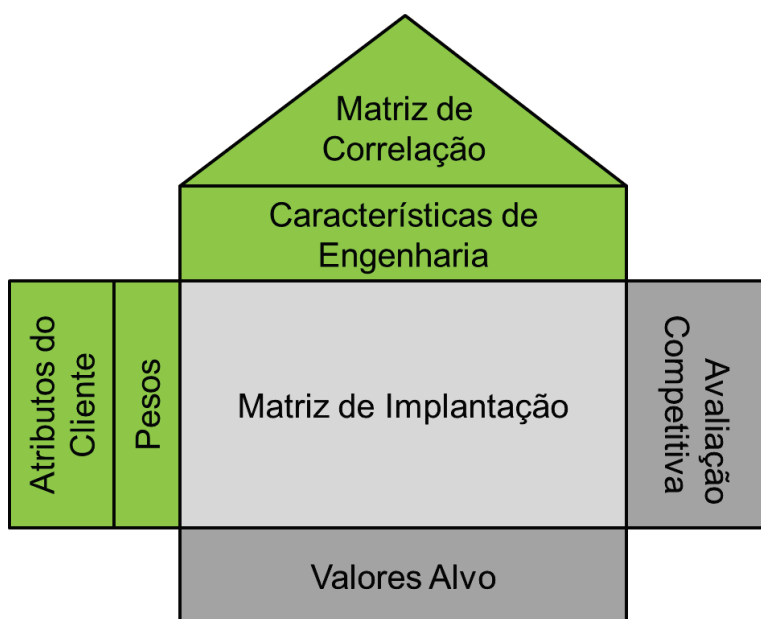 Matriz de
Correlação
Características de
Engenharia
Atributos do
Cliente
Pesos
Matriz de Implantação
Avaliação
Competitiva
Valores Alvo